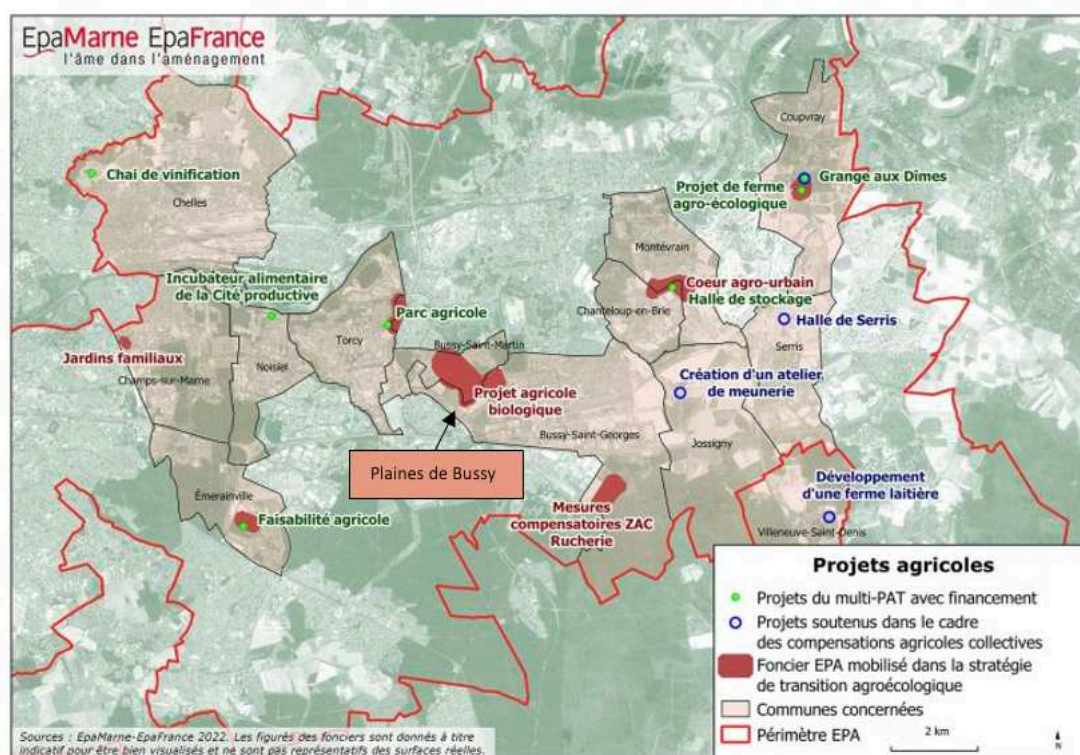 EpaMarne EpaFrance
l'âme dans l'aménagement
Coupvray
Chai de vinification
Grange aux Dîmes
Projet de ferme
agro-écologique
Chelles
Montévrain
Incubateur alimentaire
de la Cité productive
Coeur agro-urbain
Halle de stockage
Parc agricole
Chanteloup-en-Brie
Halle de Serris
Torcy
Bussy-Saint-Martin
Serris
Jardins familiaux
Noisiel
Champs-sur-Marne
Création d'un atelier
de meunerie
Projet agricole
biologique
Bussy-Saint-Georges
Jossigny
Plaines de Bussy
Développement
d'une ferme laitière
Émerainville
Mesures
compensatoires ZAC
Rucherie
Faisabilité agricole
Villeneuve-Saint-Denis
Projets agricoles
Projets du multi-PAT avec financement
Projets soutenus dans le cadre
des compensations agricoles collectives
Foncier EPA mobilisé dans la stratégie
de transition agroécologique
Communes concernées
Périmètre EPA
2 km
N
Sources : EpaMarne-EpaFrance 2022. Les figurés des fonciers sont donnés à titre
indicatif pour être bien visualisés et ne sont pas représentatifs des surfaces réelles.